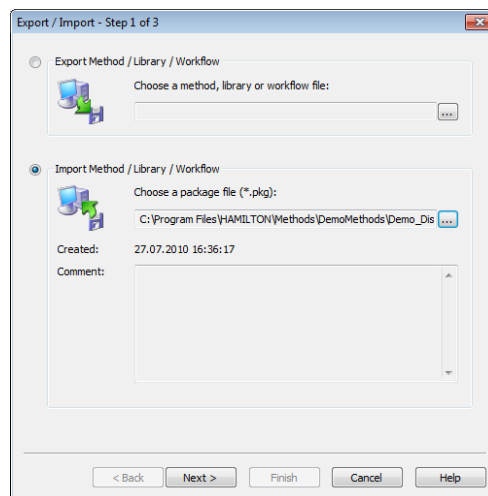 Export / Import - Step 1 of 3
Export Method / Library / Workflow
Choose a method, library or workflow file:
...
Import Method / Library / Workflow
Choose a package file (*.pkg):
C:\Program Files\HAMILTON\Methods\DemoMethods\Demo_Dis ...
Created: 27.07.2010 16:36:17
Comment:
< Back Next > Finish Cancel Help